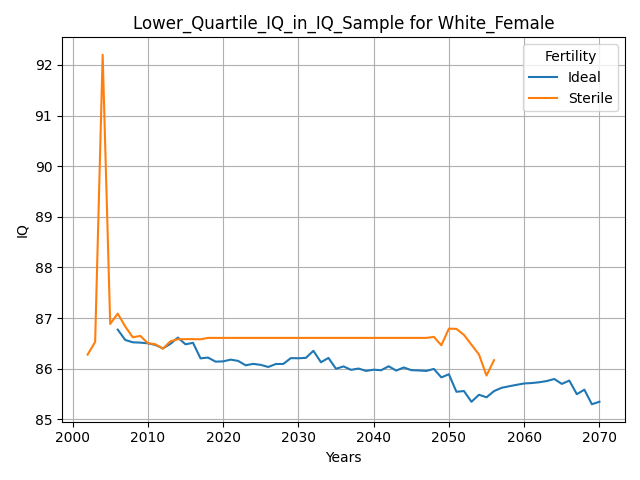 Lower_Quartile_IQ_in_IQ_Sample for White_Female
Fertility
Ideal
Sterile
IQ
92
91
90
89
88
87
86
85
2000 2010 2020 2030 2040 2050 2060 2070
Years